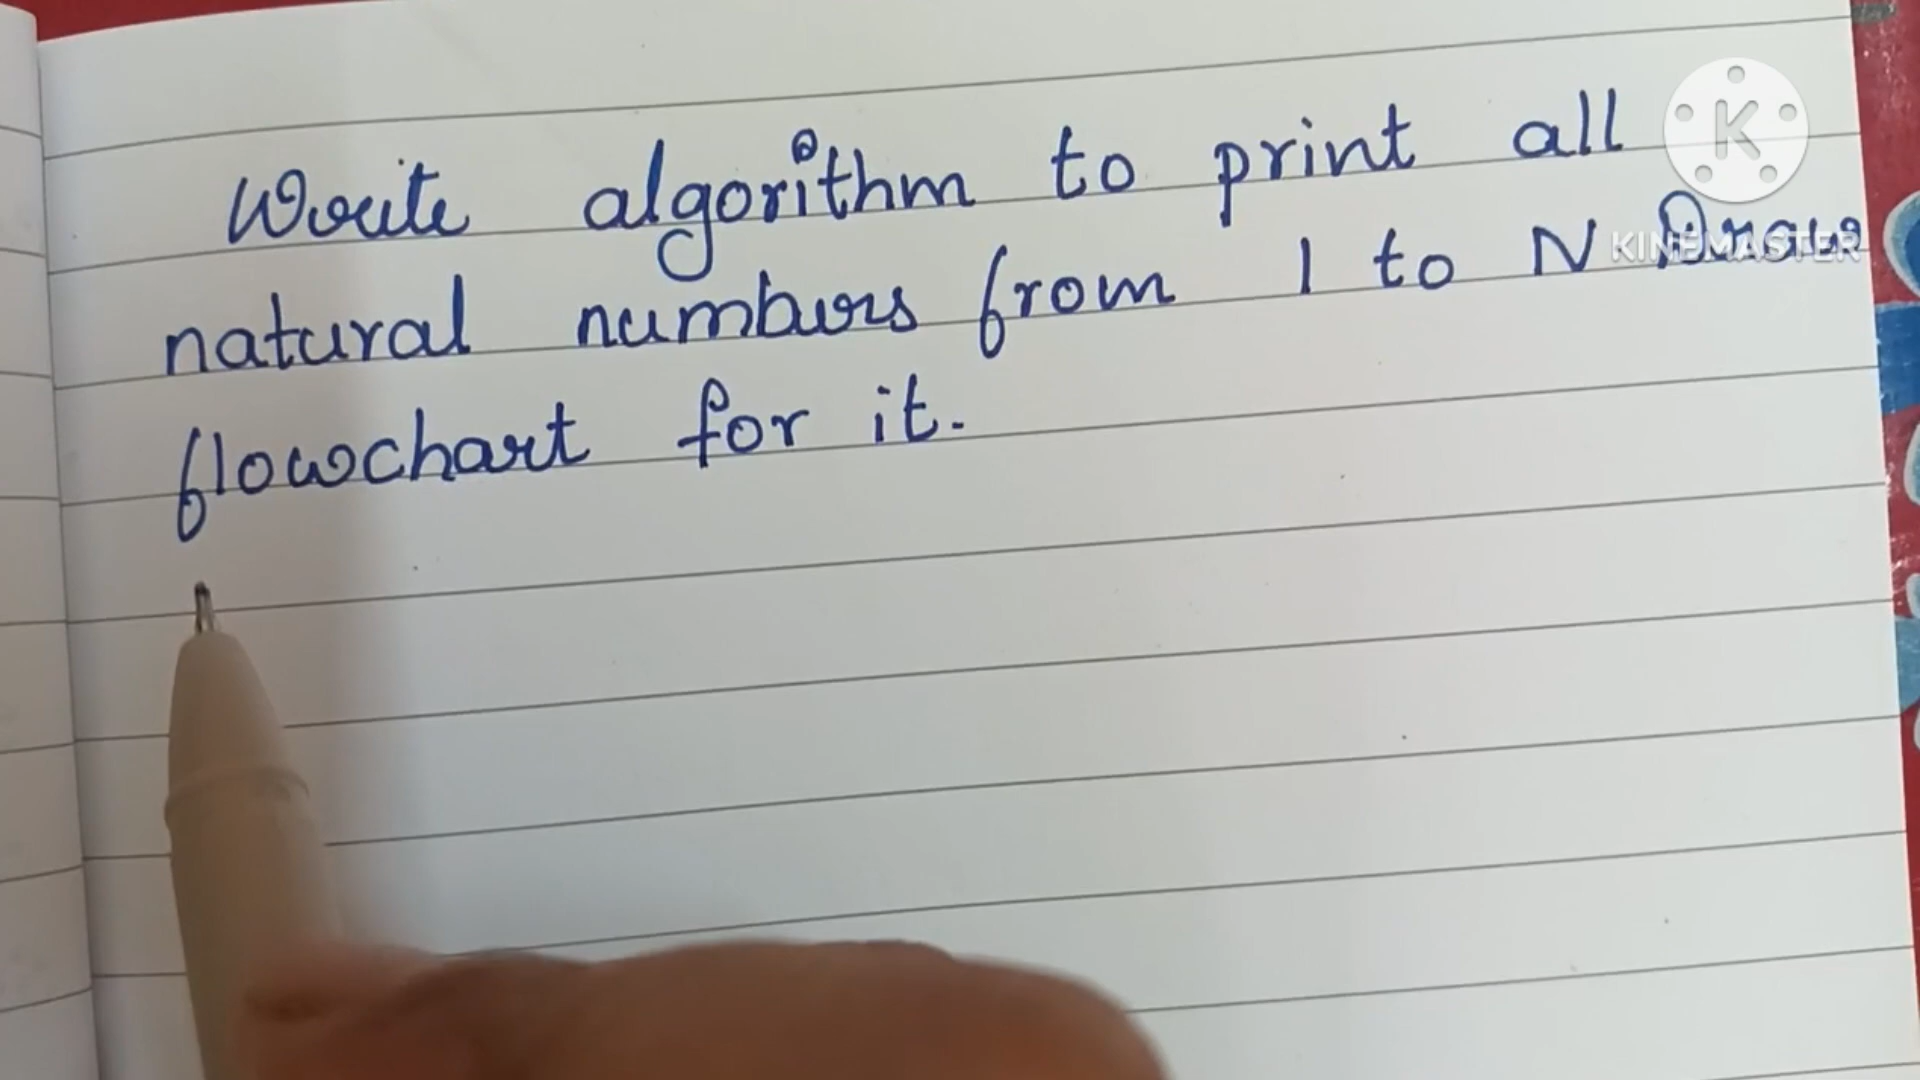 Write algorithm to print all
natural numbers from 1 to N. Draw
flowchart for it.
K
KINEMASTER